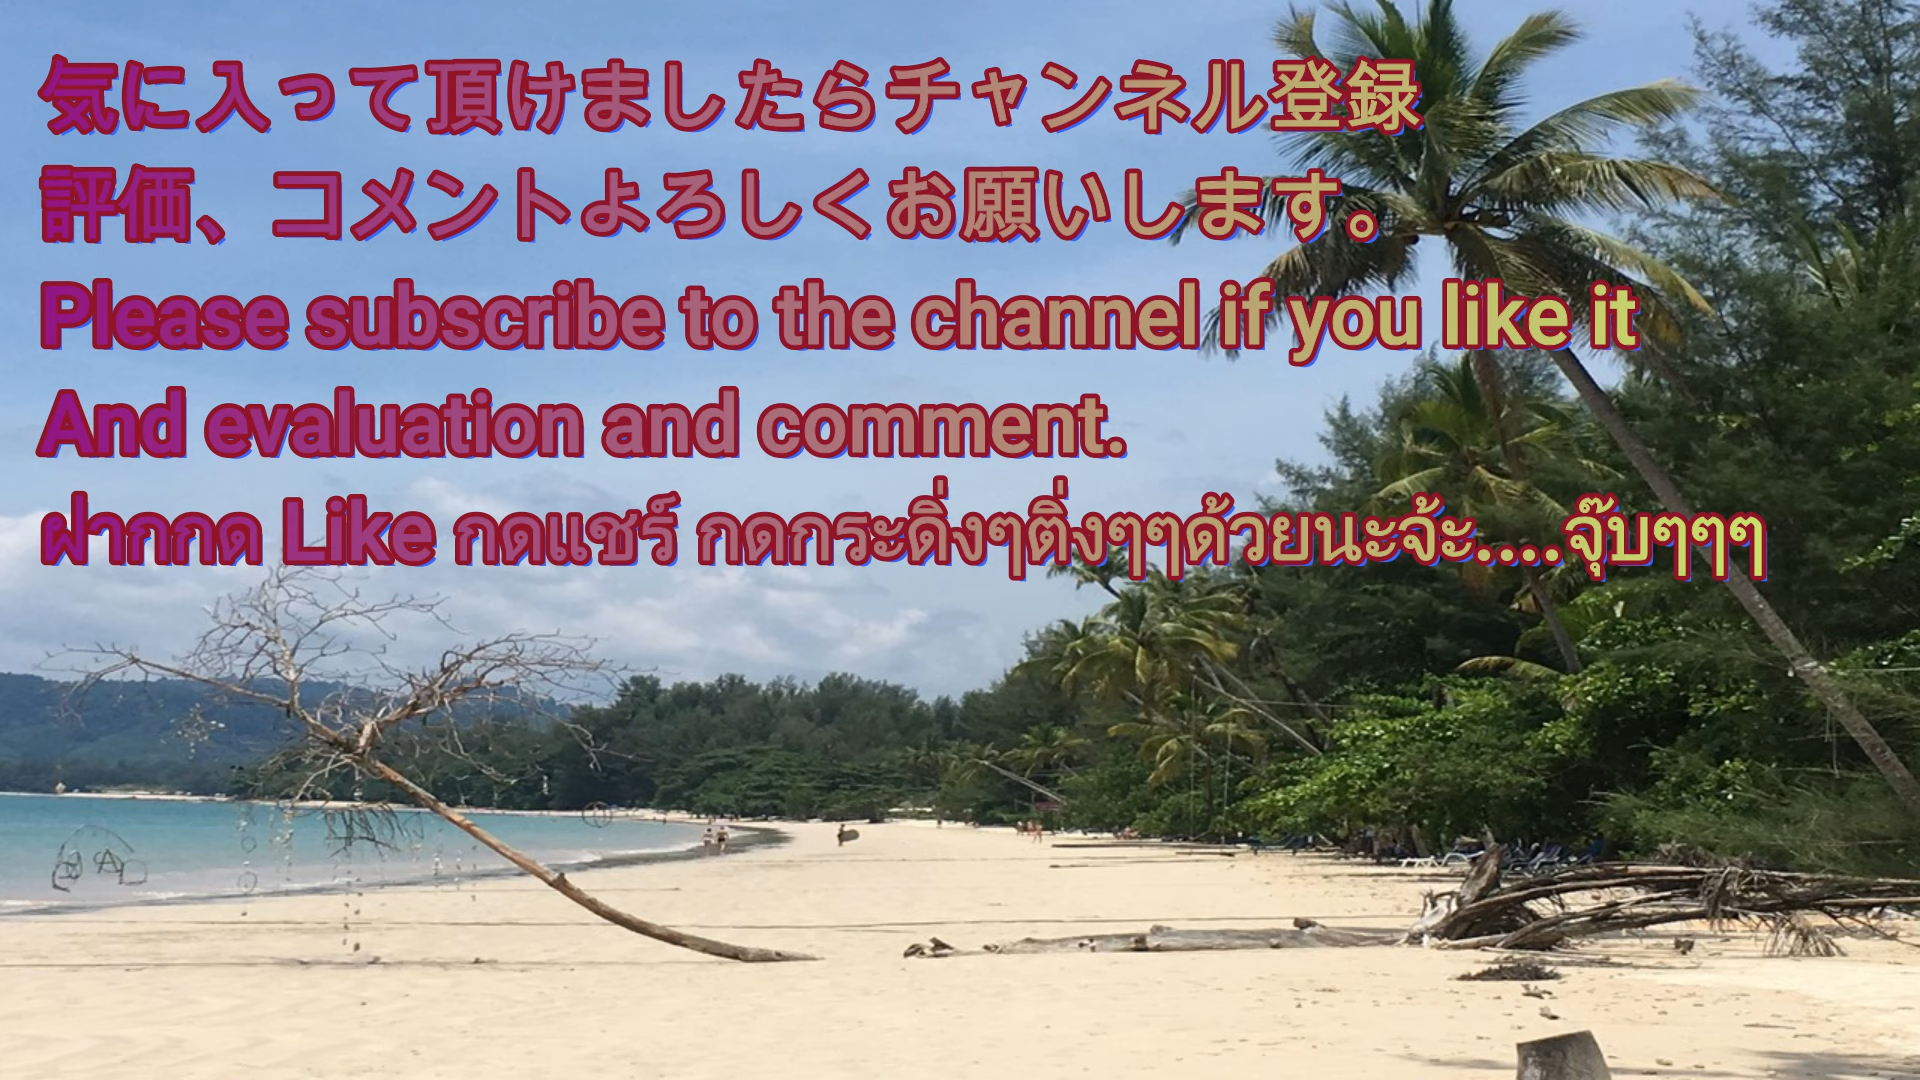 気に入って頂けましたらチャンネル登録
評価、コメントよろしくお願いします。
Please subscribe to the channel if you like it
And evaluation and comment.
ฝากกด Like กดแชร์ กดกระดิ่งๆติ่งๆๆด้วยนะจ้ะ....จุ๊บๆๆๆ